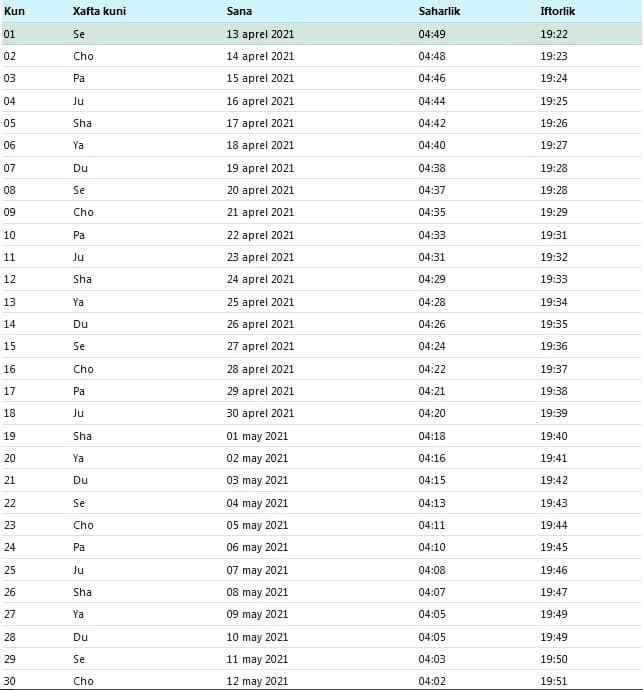 Kun Xafta kuni Sana Saharlik Iftorlik
01 Se 13 aprel 2021 04:49 19:22
02 Cho 14 aprel 2021 04:48 19:23
03 Pa 15 aprel 2021 04:46 19:24
04 Ju 16 aprel 2021 04:44 19:25
05 Sha 17 aprel 2021 04:42 19:26
06 Ya 18 aprel 2021 04:40 19:27
07 Du 19 aprel 2021 04:38 19:28
08 Se 20 aprel 2021 04:37 19:28
09 Cho 21 aprel 2021 04:35 19:29
10 Pa 22 aprel 2021 04:33 19:31
11 Ju 23 aprel 2021 04:31 19:32
12 Sha 24 aprel 2021 04:29 19:33
13 Ya 25 aprel 2021 04:28 19:34
14 Du 26 aprel 2021 04:26 19:35
15 Se 27 aprel 2021 04:24 19:36
16 Cho 28 aprel 2021 04:22 19:37
17 Pa 29 aprel 2021 04:21 19:38
18 Ju 30 aprel 2021 04:20 19:39
19 Sha 01 may 2021 04:18 19:40
20 Ya 02 may 2021 04:16 19:41
21 Du 03 may 2021 04:15 19:42
22 Se 04 may 2021 04:13 19:43
23 Cho 05 may 2021 04:11 19:44
24 Pa 06 may 2021 04:10 19:45
25 Ju 07 may 2021 04:08 19:46
26 Sha 08 may 2021 04:07 19:47
27 Ya 09 may 2021 04:05 19:49
28 Du 10 may 2021 04:05 19:49
29 Se 11 may 2021 04:03 19:50
30 Cho 12 may 2021 04:02 19:51